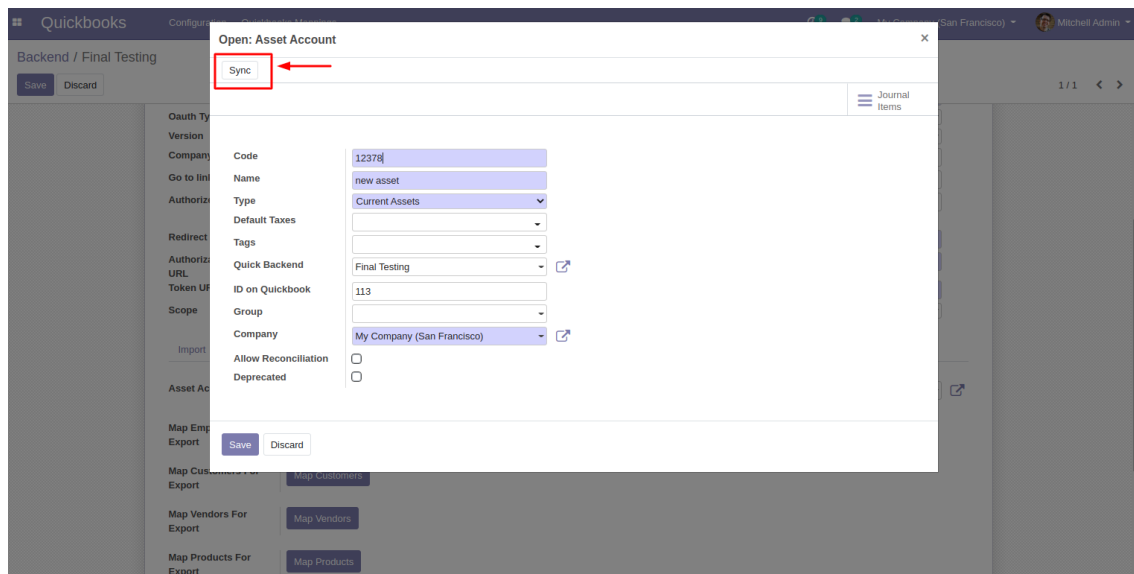 Quickbooks
Mitchell Admin
Backend / Final Testing
Save Discard
1 / 1
Open: Asset Account
×
Sync
Journal
Items
Code 12378
Name new asset
Type Current Assets
Default Taxes
Tags
Quick Backend Final Testing
ID on Quickbook 113
Group
Company My Company (San Francisco)
Allow Reconciliation
Deprecated
Save Discard
Version
Redirect
URL
Scope
Import
Export
Map Customers
Export
Map Vendors For Map Vendors
Export
Map Products For Map Products
Export